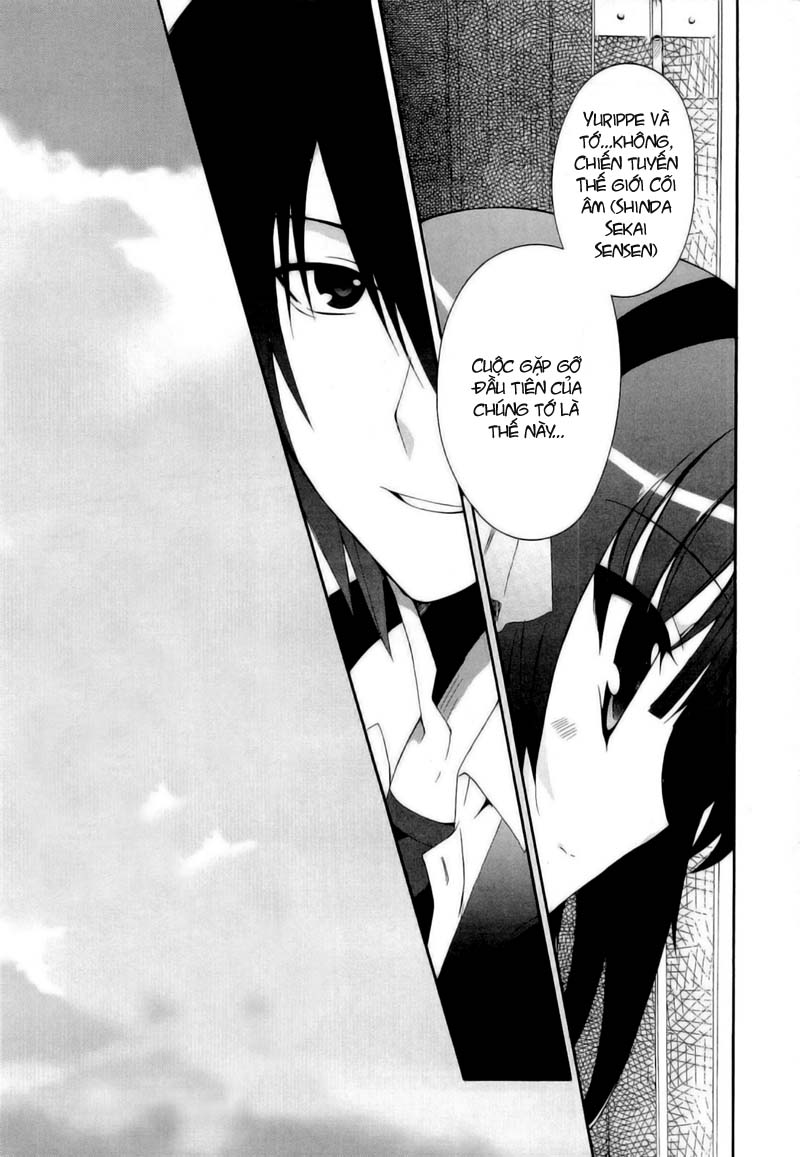 YURIPPE VÀ
TỚ...KHÔNG,
CHIẾN TUYẾN
THẾ GIỚI CÕI
ÂM (SHINDA
SEKAI
SENSEN)
CUỘC GẶP GỠ
ĐẦU TIÊN CỦA
CHÚNG TỚ LÀ
THẾ NÀY...